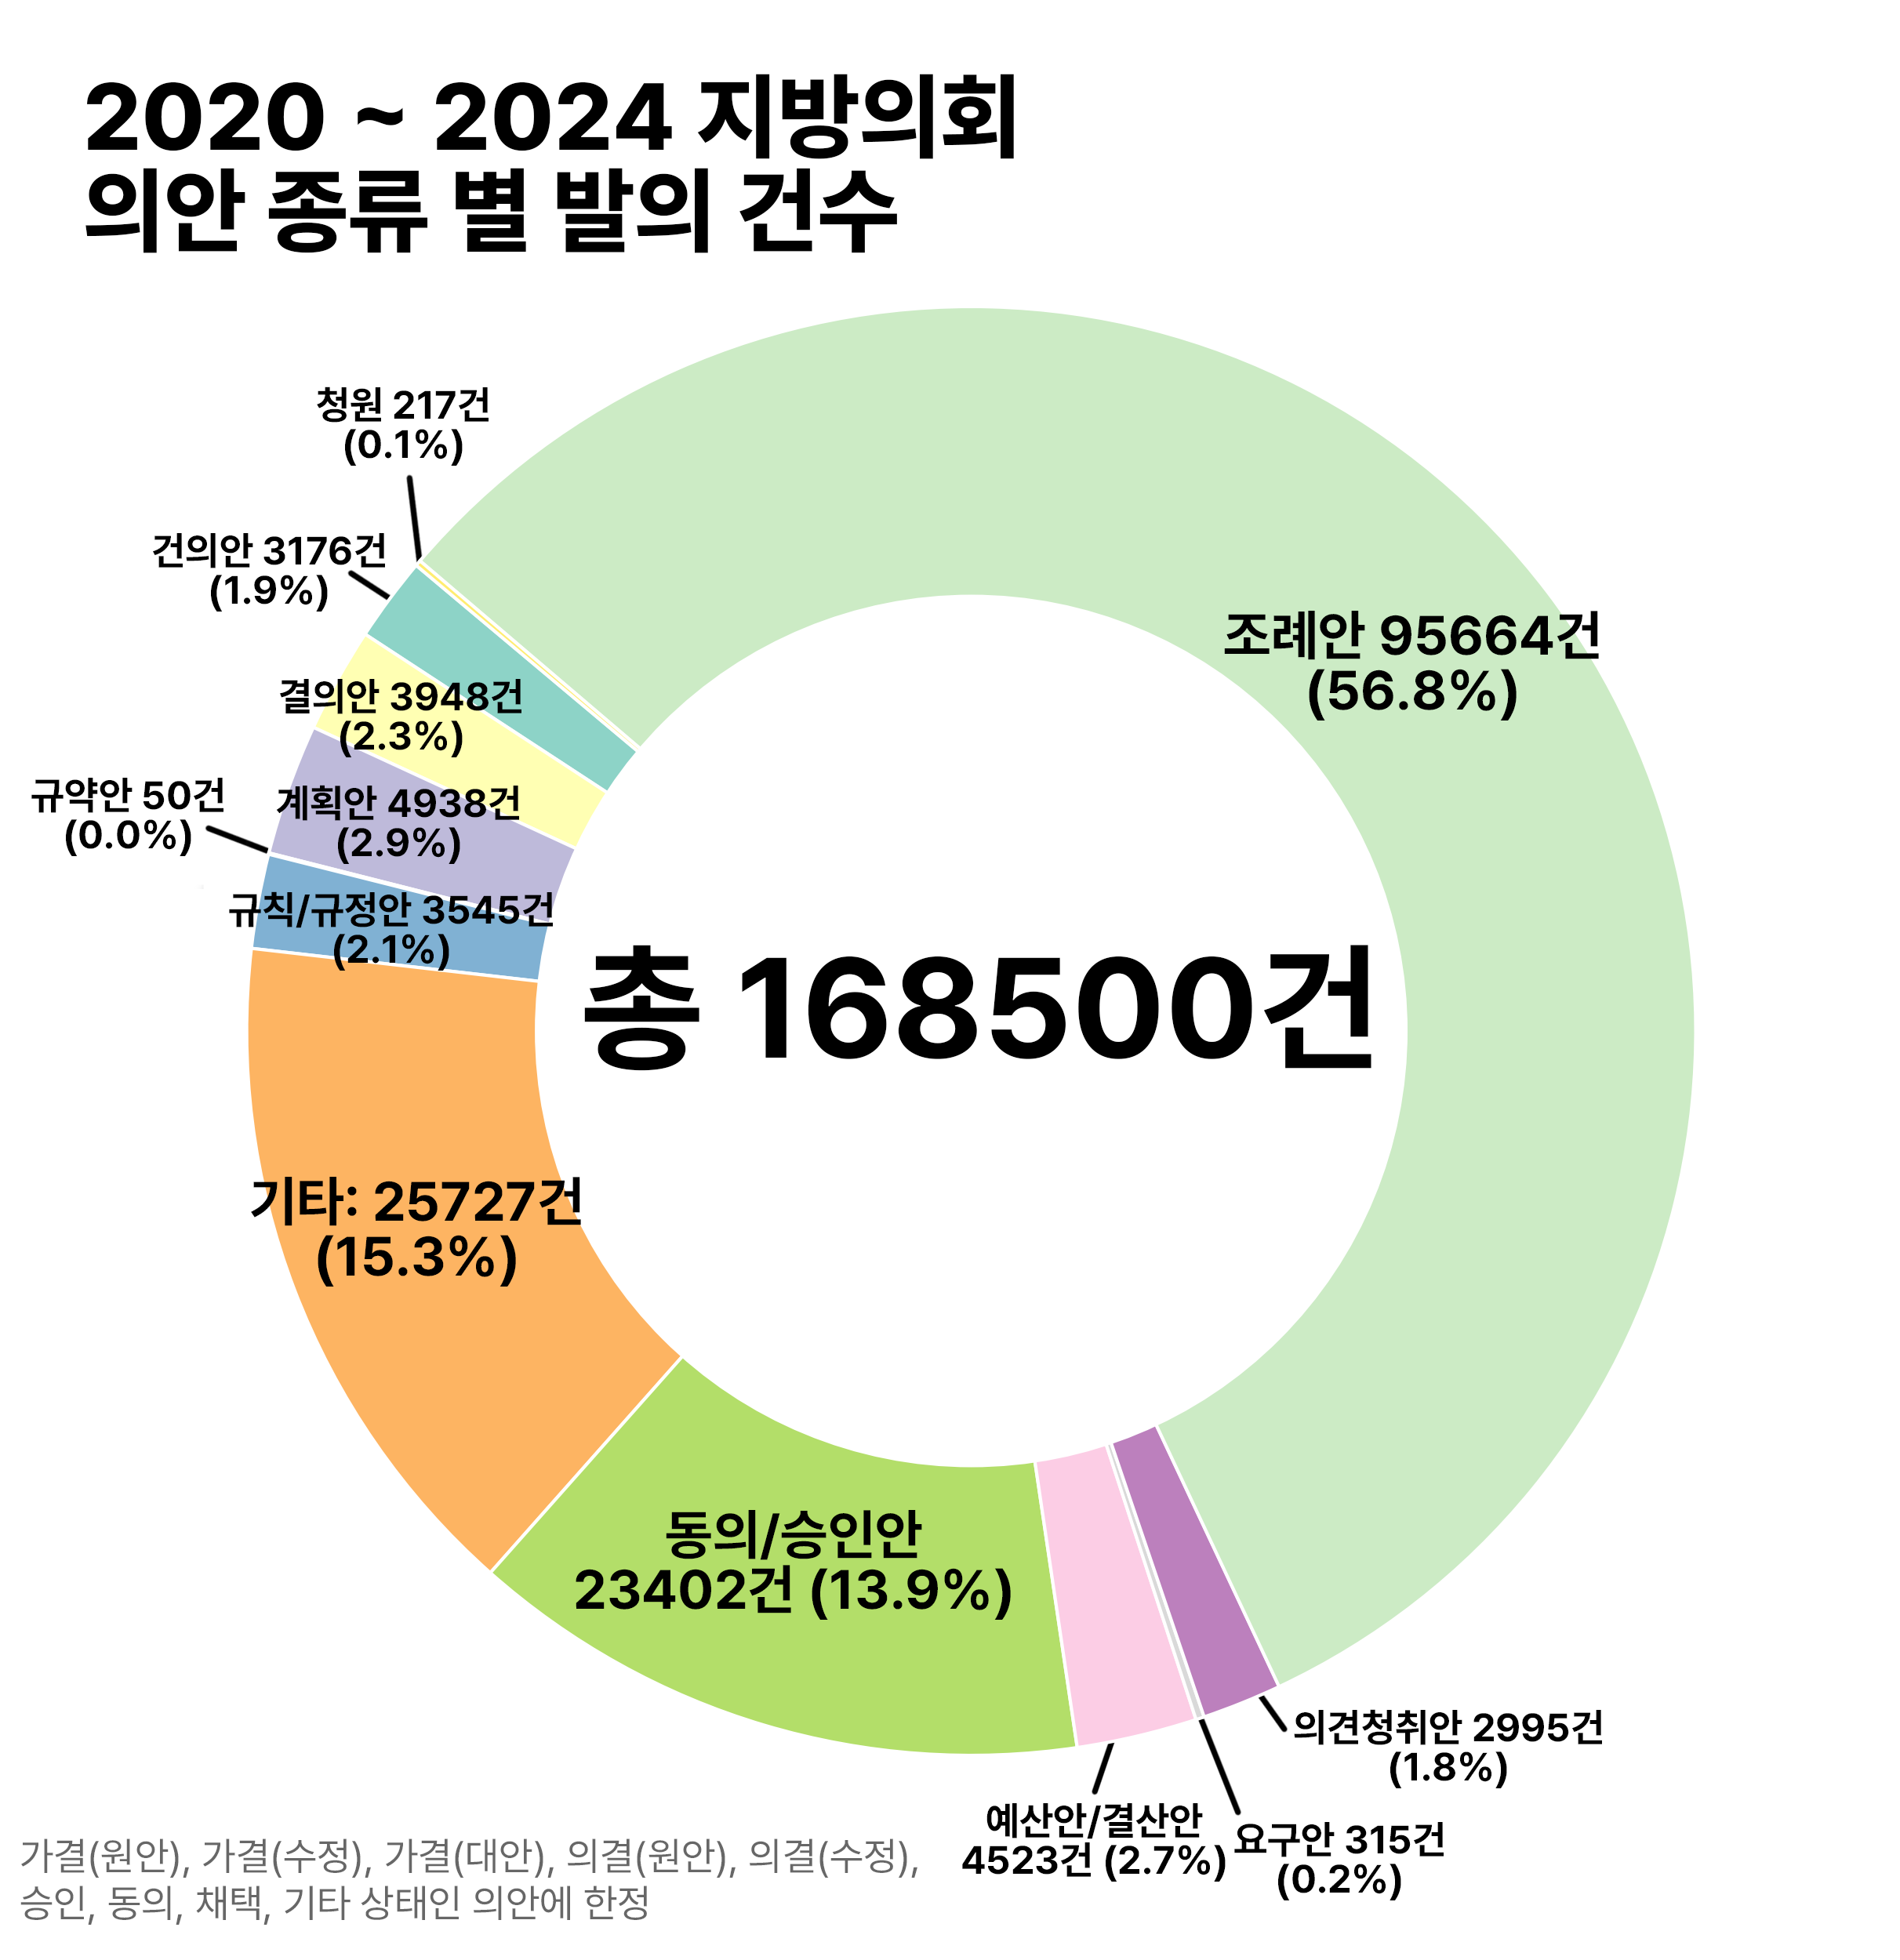 2020 ~ 2024 지방의회
의안 종류 별 발의 건수
청원 217건
(0.1%)
건의안 3176건
(1.9%)
조례안 95664건
(56.8%)
결의안 3948건
(2.3%)
규약안 50건
(0.0%)
계획안 4938건
(2.9%)
규칙/규정안 3545건
(2.1%)
총 168500건
기타: 25727건
(15.3%)
동의/승인안
23402건 (13.9%)
의견청취안 2995건
(1.8%)
예산안/결산안
4523건 (2.7%)
요구안 315건
(0.2%)
가결(원안), 가결(수정), 가결(대안), 의결(원안), 의결(수정),
승인, 동의, 채택, 기타 상태인 의안에 한정